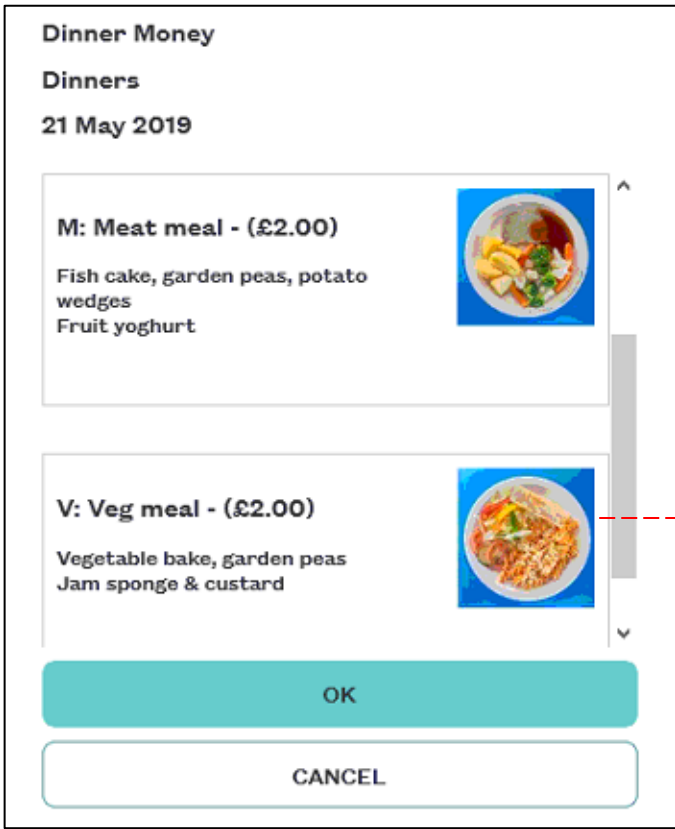 Dinner Money
Dinners
21 May 2019
M: Meat meal - (£2.00)
Fish cake, garden peas, potato
wedges
Fruit yoghurt
V: Veg meal - (£2.00)
Vegetable bake, garden peas
Jam sponge & custard
OK
CANCEL